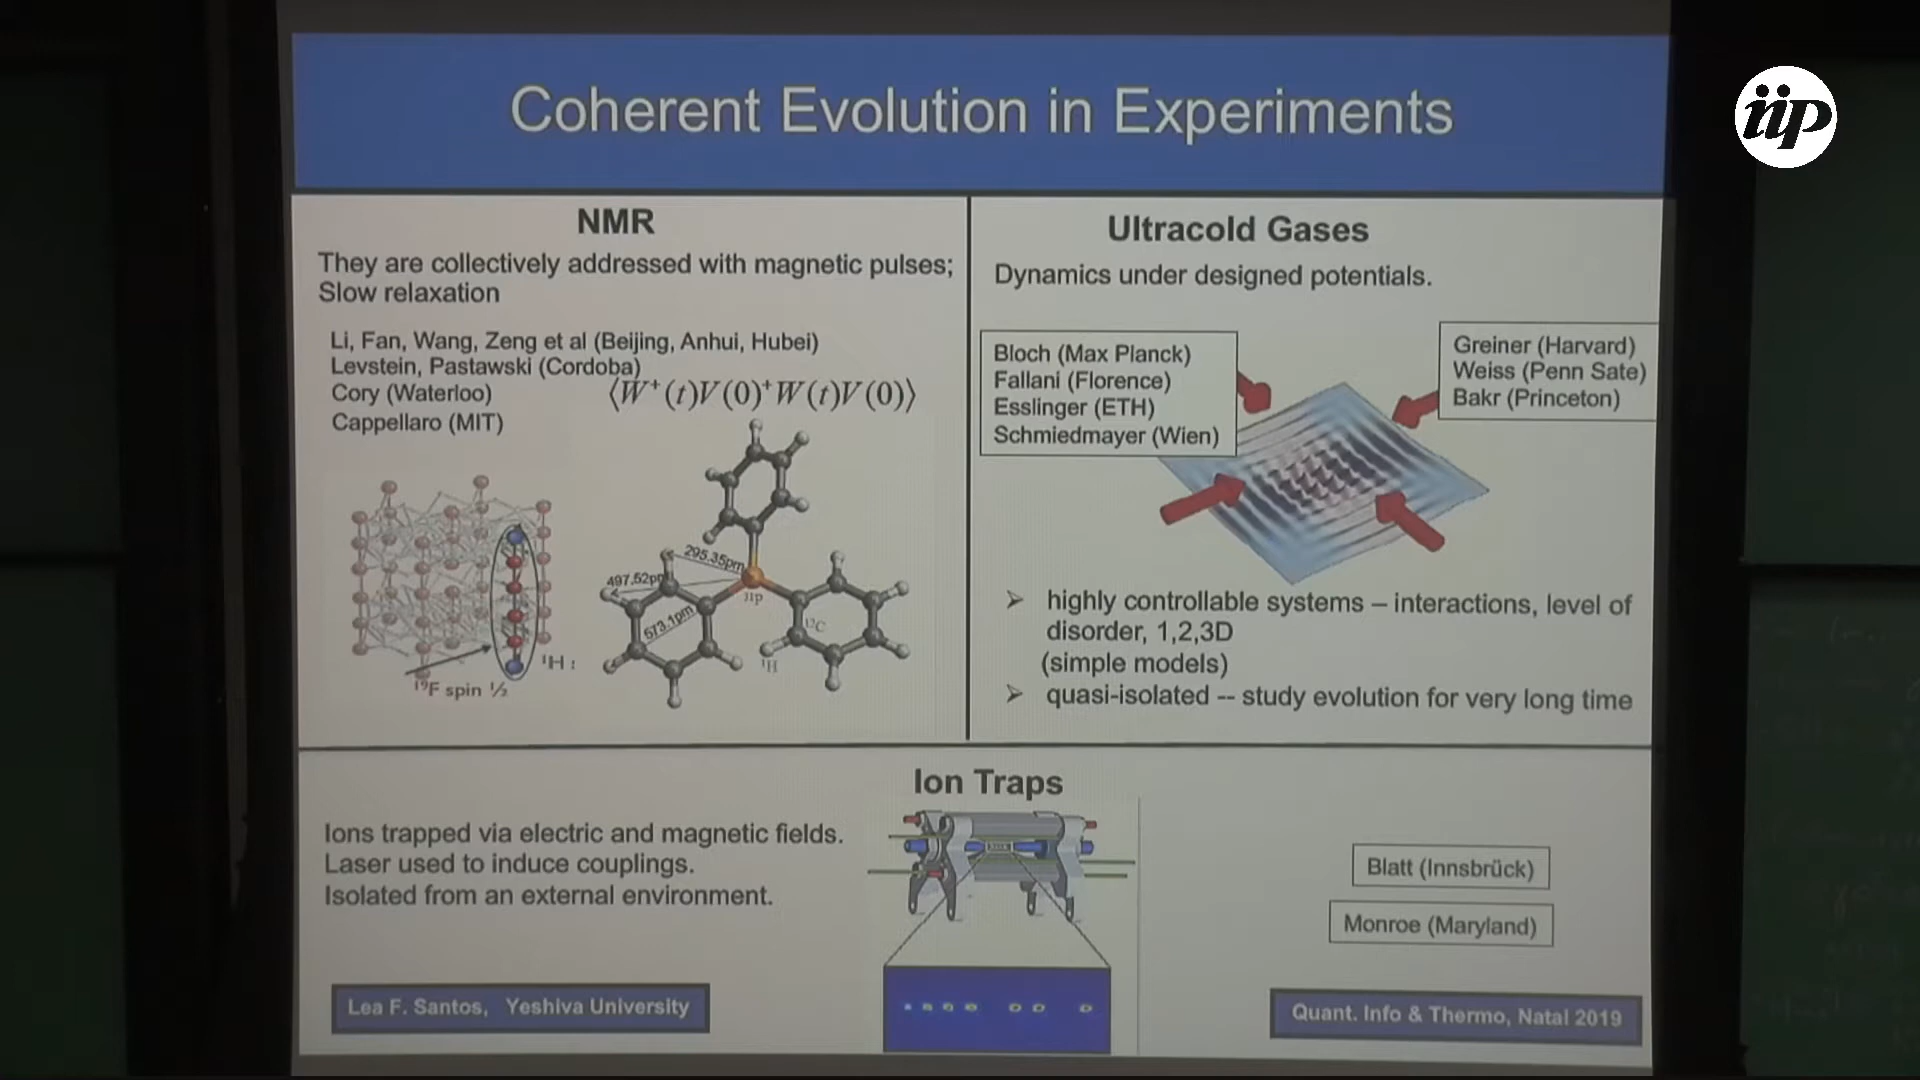 Coherent Evolution in Experiments
iip
NMR
They are collectively addressed with magnetic pulses;
Slow relaxation
Li, Fan, Wang, Zeng et al (Beijing, Anhui, Hubei)
Levstein, Pastawski (Cordoba)
Cory (Waterloo)
Cappellaro (MIT)
⟨W⁺(t)V(0)⁺W(t)V(0)⟩
295.35pm
497.52pm
573.1pm
³¹P
¹³C
¹H
¹H :
¹⁹F spin ½
Ultracold Gases
Dynamics under designed potentials.
Bloch (Max Planck)
Fallani (Florence)
Esslinger (ETH)
Schmiedmayer (Wien)
Greiner (Harvard)
Weiss (Penn Sate)
Bakr (Princeton)
➢ highly controllable systems – interactions, level of
disorder, 1,2,3D
(simple models)
➢ quasi-isolated -- study evolution for very long time
Ion Traps
Ions trapped via electric and magnetic fields.
Laser used to induce couplings.
Isolated from an external environment.
Blatt (Innsbrück)
Monroe (Maryland)
Lea F. Santos, Yeshiva University
Quant. Info & Thermo, Natal 2019